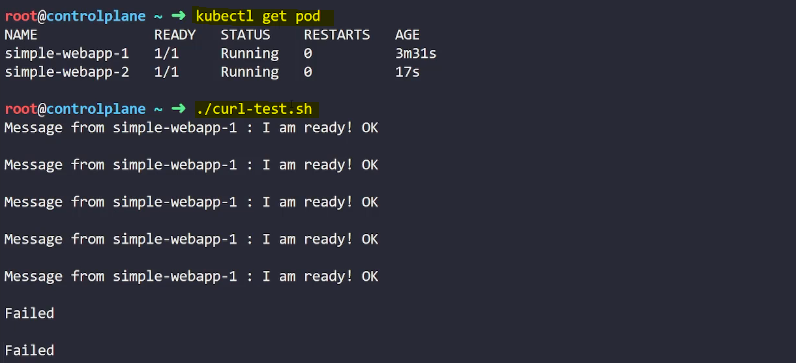 root@controlplane ~ ➜ kubectl get pod
NAME READY STATUS RESTARTS AGE
simple-webapp-1 1/1 Running 0 3m31s
simple-webapp-2 1/1 Running 0 17s
root@controlplane ~ ➜ ./curl-test.sh
Message from simple-webapp-1 : I am ready! OK
Message from simple-webapp-1 : I am ready! OK
Message from simple-webapp-1 : I am ready! OK
Message from simple-webapp-1 : I am ready! OK
Message from simple-webapp-1 : I am ready! OK
Failed
Failed